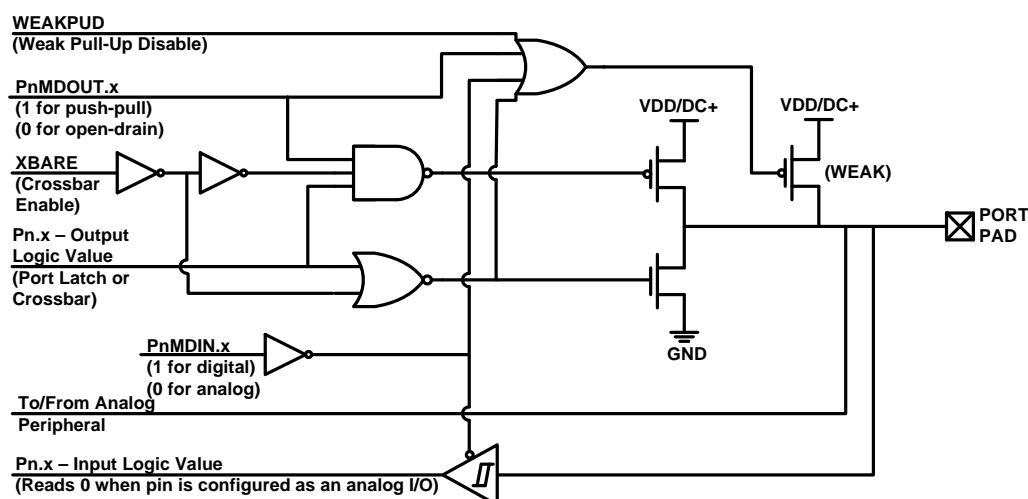 WEAKPUD
(Weak Pull-Up Disable)
PnMDOUT.x
(1 for push-pull)
(0 for open-drain)
XBARE
(Crossbar
Enable)
Pn.x – Output
Logic Value
(Port Latch or
Crossbar)
PnMDIN.x
(1 for digital)
(0 for analog)
To/From Analog
Peripheral
Pn.x – Input Logic Value
(Reads 0 when pin is configured as an analog I/O)
VDD/DC+
VDD/DC+
(WEAK)
PORT
PAD
GND